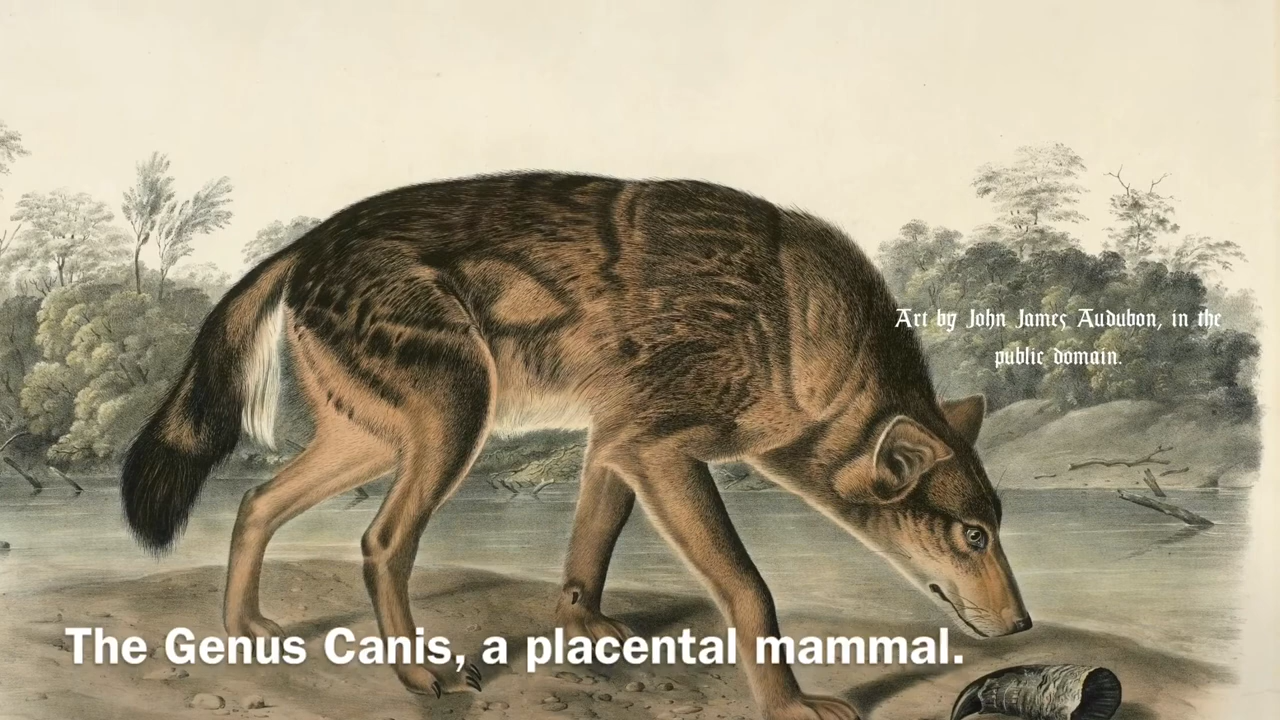 Art by John James Audubon, in the
public domain.
The Genus Canis, a placental mammal.